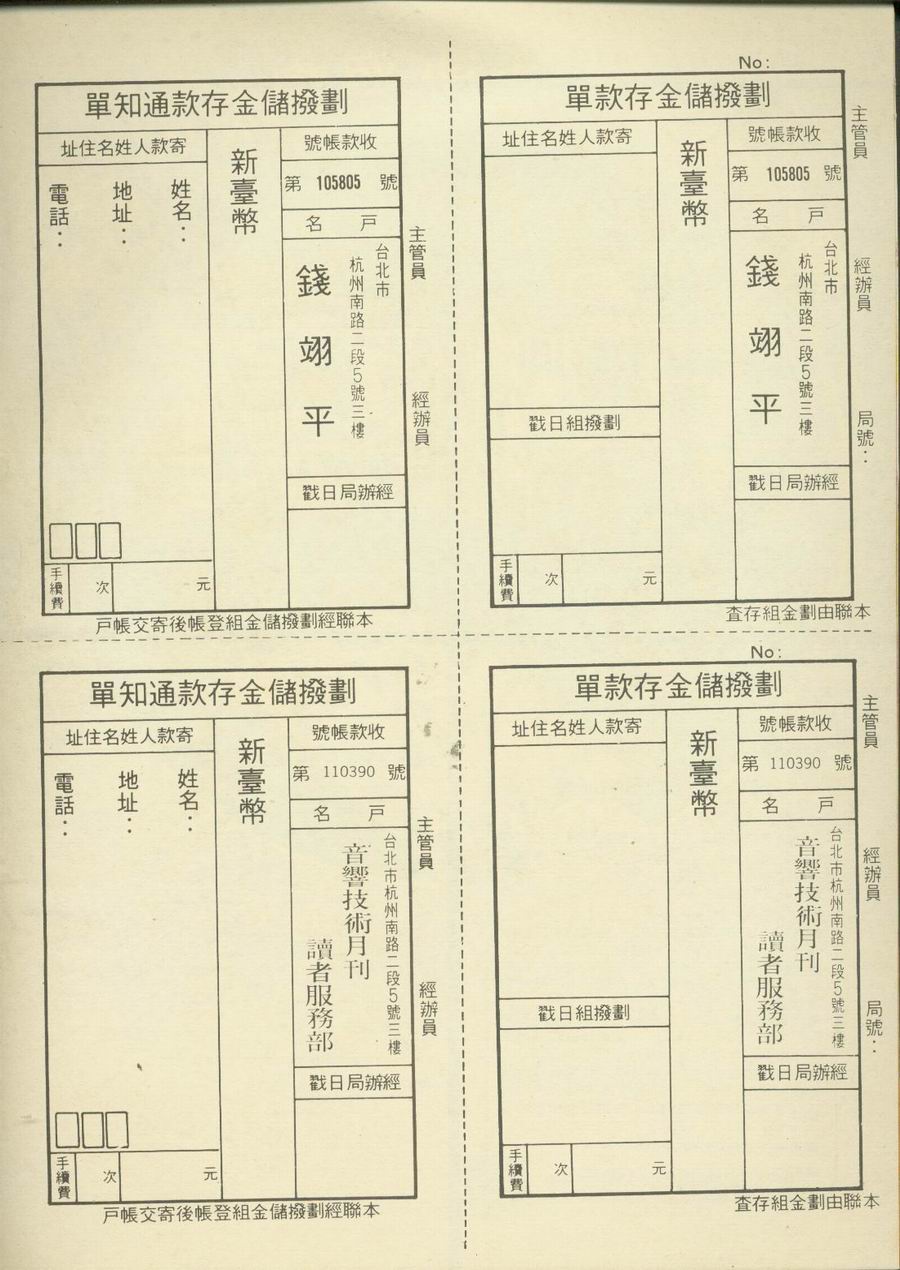 劃撥儲金存款通知單
收款帳號
第 105805 號
戶名
台北市
杭州南路二段5號三樓
錢翊平
經辦局日戳
新臺幣
寄款人姓名住址
姓名：
地址：
電話：
元
次
手續費
主管員
經辦員
本聯經劃撥儲金組登帳後寄交帳戶
No：
劃撥儲金存款單
收款帳號
第 105805 號
戶名
台北市
杭州南路二段5號三樓
錢翊平
經辦局日戳
新臺幣
寄款人姓名住址
劃撥組日戳
元
次
手續費
主管員
經辦員
局號：
本聯由劃金組存查
劃撥儲金存款通知單
收款帳號
第 110390 號
戶名
台北市杭州南路二段5號三樓
音響技術月刊
讀者服務部
經辦局日戳
新臺幣
寄款人姓名住址
姓名：
地址：
電話：
元
次
手續費
主管員
經辦員
本聯經劃撥儲金組登帳後寄交帳戶
No：
劃撥儲金存款單
收款帳號
第 110390 號
戶名
台北市杭州南路二段5號三樓
音響技術月刊
讀者服務部
經辦局日戳
新臺幣
寄款人姓名住址
劃撥組日戳
元
次
手續費
主管員
經辦員
局號：
本聯由劃金組存查